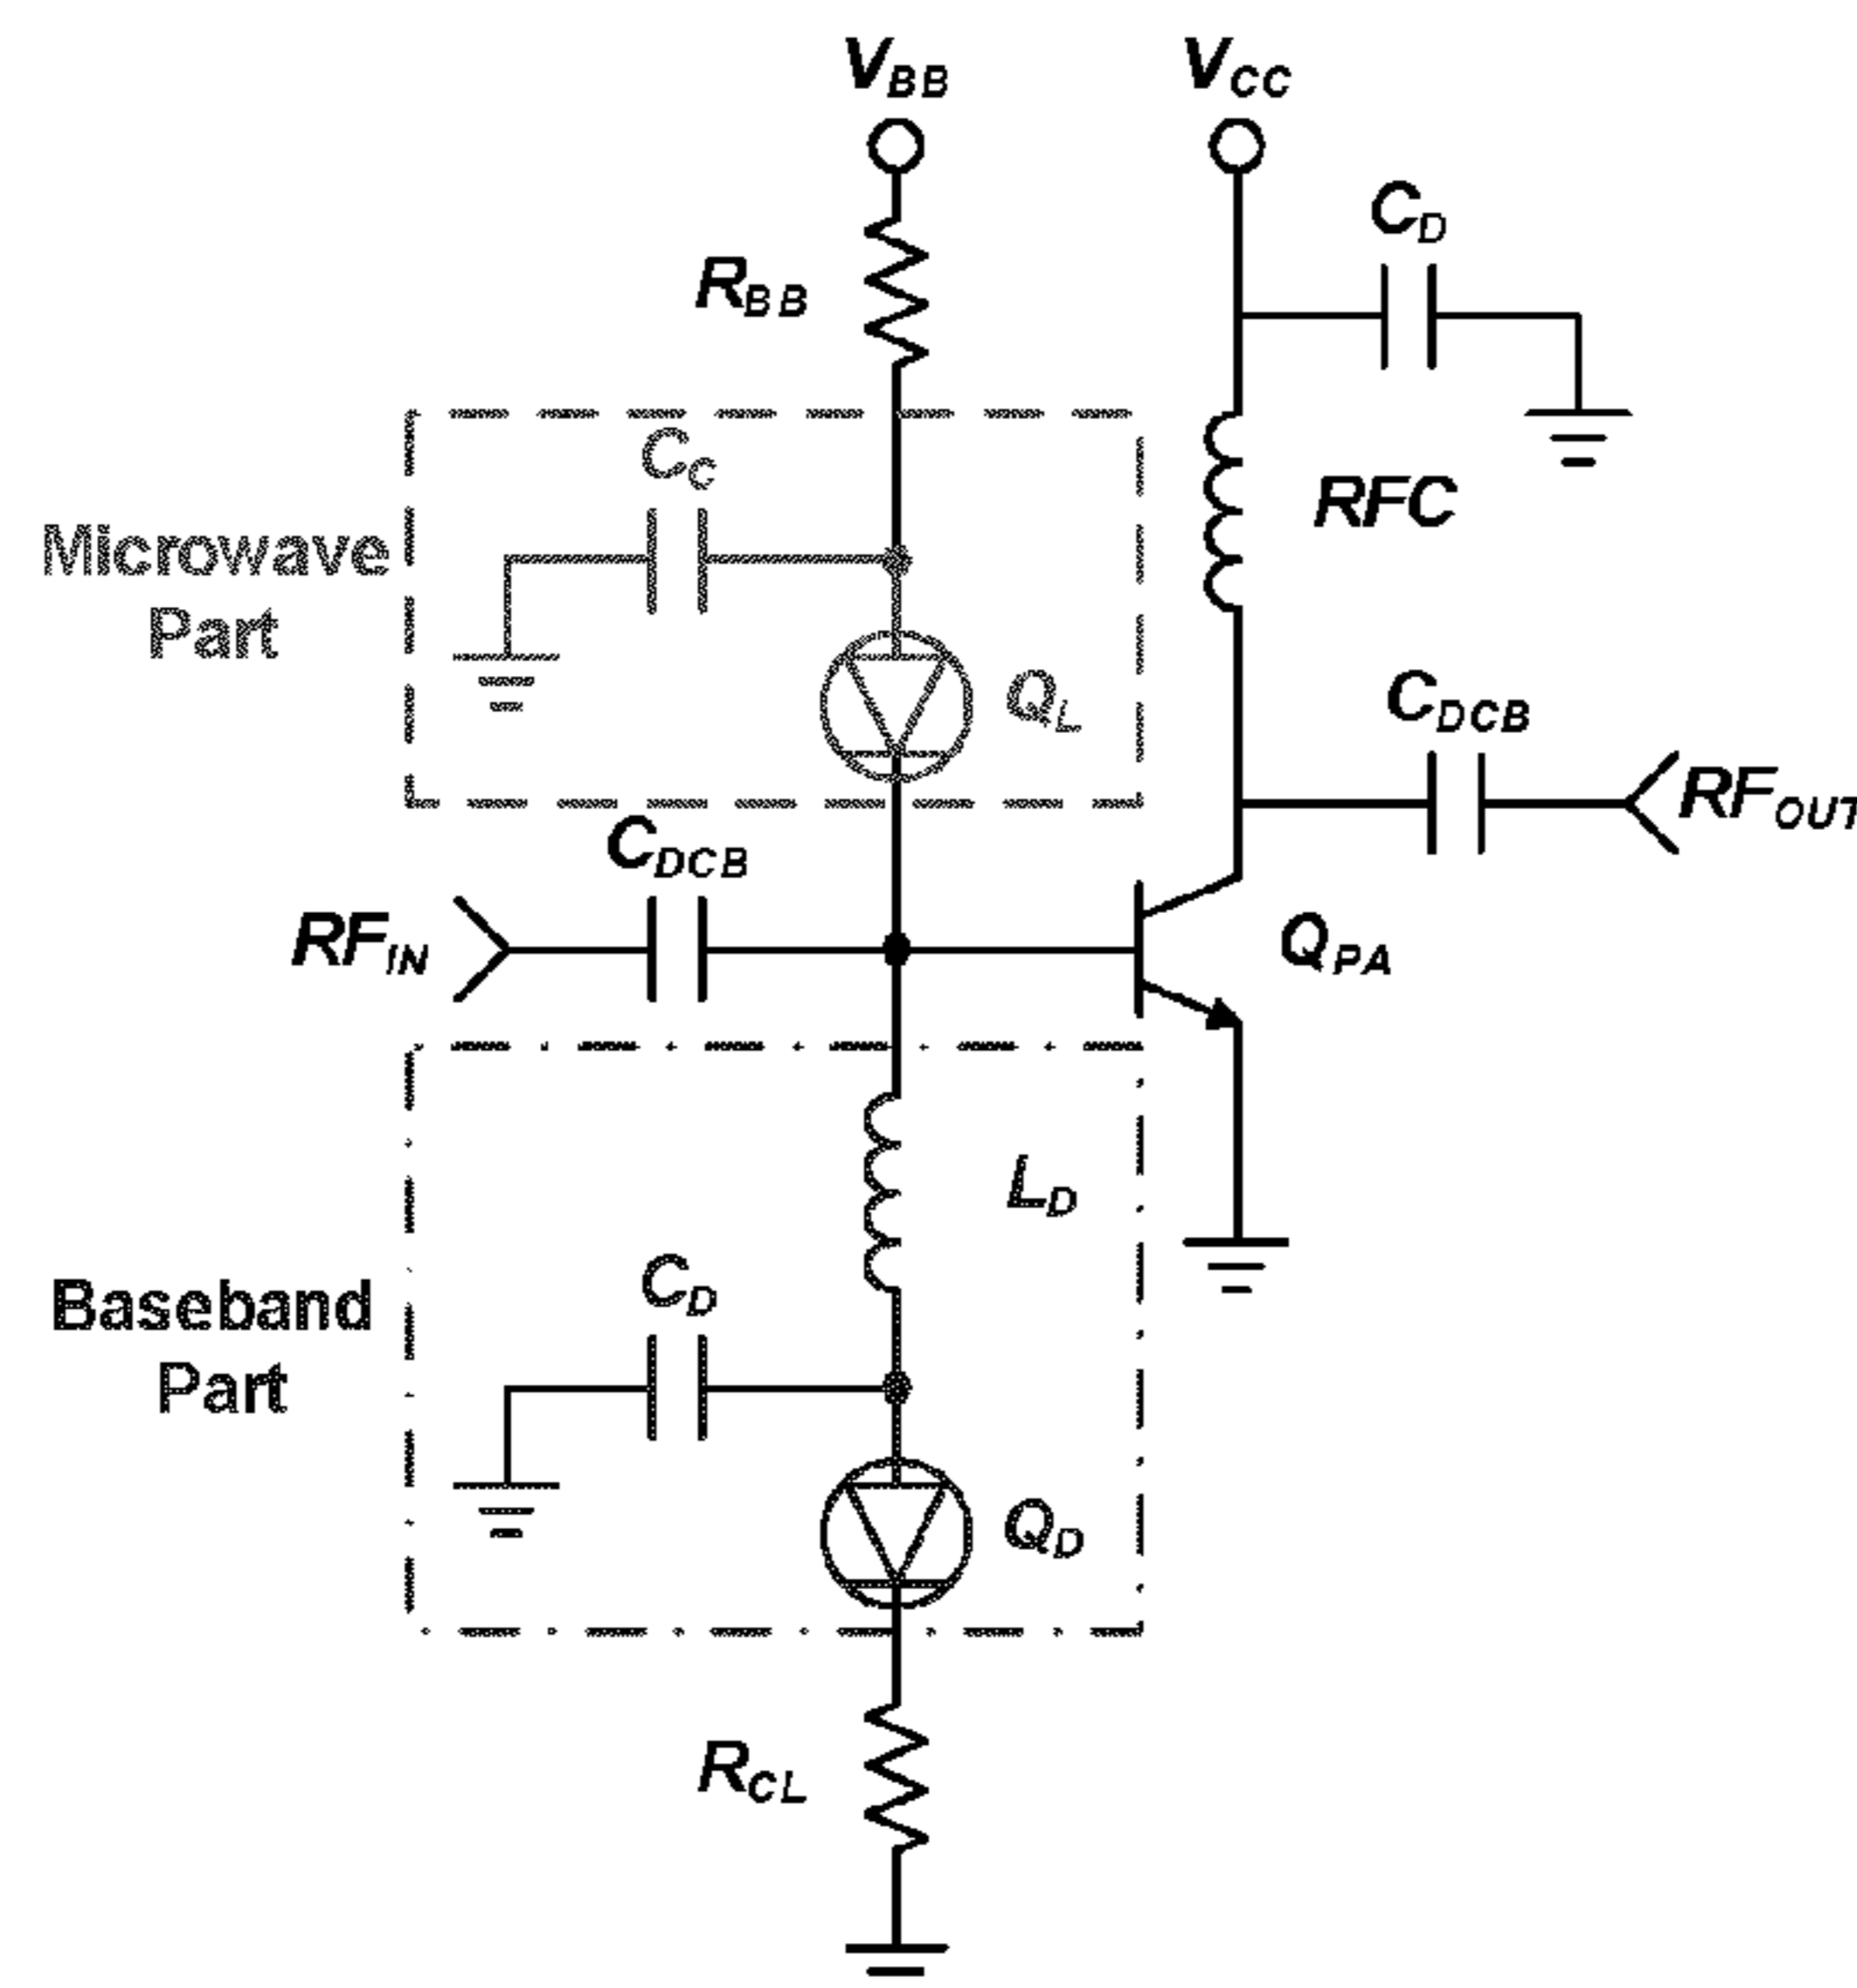 VBB
VCC
CD
RBB
CC
RFC
Microwave
Part
QL
CDCB
CDCB
RFOUT
RFIN
QPA
LD
CD
Baseband
Part
QD
RCL